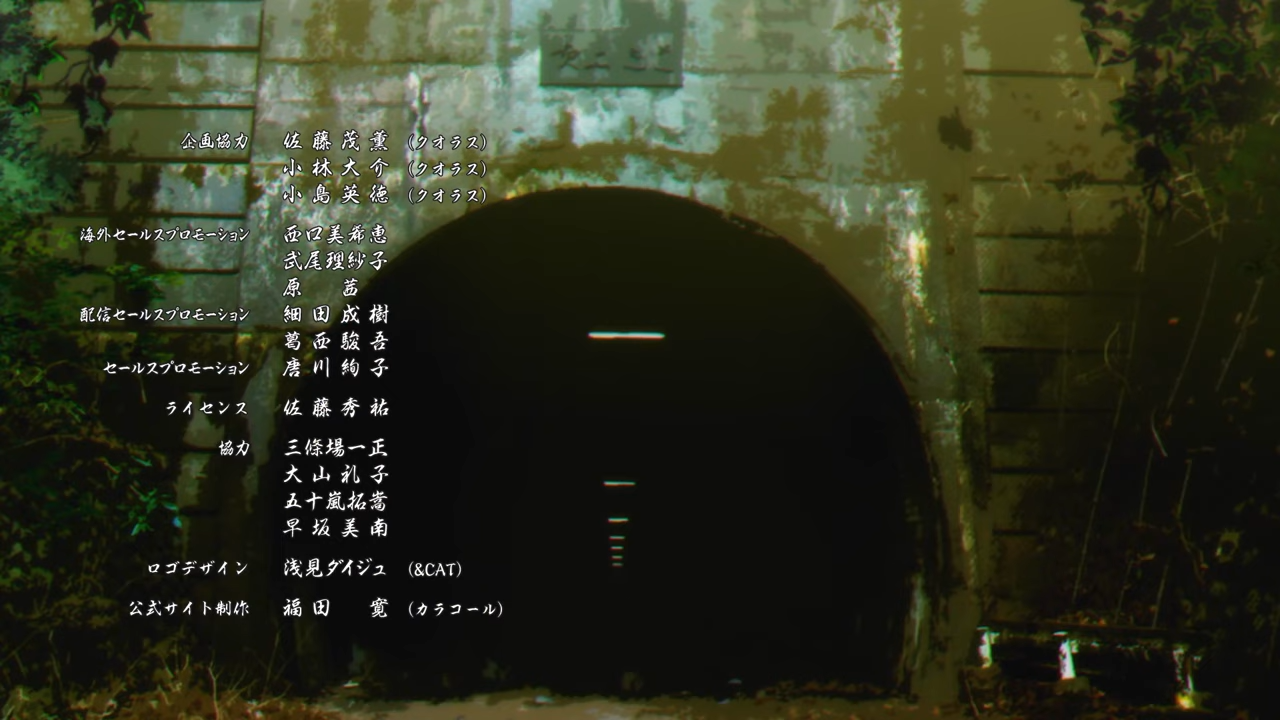 企画協力 佐藤茂薫 (クオラス)
小林大介 (クオラス)
小島英徳 (クオラス)
海外セールスプロモーション 西口美希恵
武尾理紗子
原 茜
配信セールスプロモーション 細田成樹
葛西駿吾
セールスプロモーション 唐川絢子
ライセンス 佐藤秀祐
協力 三條場一正
大山礼子
五十嵐拓嵩
早坂美南
ロゴデザイン 浅見ダイジュ (&CAT)
公式サイト制作 福田 寛 (カラコール)